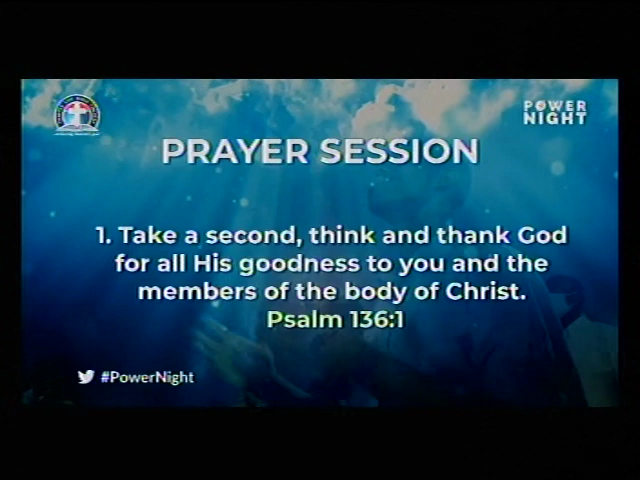 POWER
NIGHT
PRAYER SESSION
1. Take a second, think and thank God
for all His goodness to you and the
members of the body of Christ.
Psalm 136:1
#PowerNight